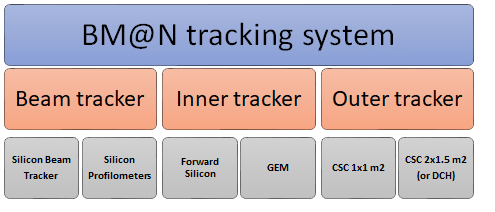 BM@N tracking system
Beam tracker
Inner tracker
Outer tracker
Silicon Beam
Tracker
Silicon
Profilometers
Forward
Silicon
GEM
CSC 1x1 m2
CSC 2x1.5 m2
(or DCH)